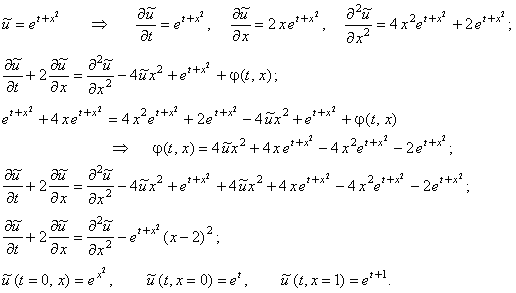 ũ = e^{t+x²} ⇒ ∂ũ/∂t = e^{t+x²}, ∂ũ/∂x = 2xe^{t+x²}, ∂²ũ/∂x² = 4x²e^{t+x²} + 2e^{t+x²};
∂ũ/∂t + 2∂ũ/∂x = ∂²ũ/∂x² − 4ũx² + e^{t+x²} + φ(t, x);
e^{t+x²} + 4xe^{t+x²} = 4x²e^{t+x²} + 2e^{t+x²} − 4ũx² + e^{t+x²} + φ(t, x)
⇒ φ(t, x) = 4ũx² + 4xe^{t+x²} − 4x²e^{t+x²} − 2e^{t+x²};
∂ũ/∂t + 2∂ũ/∂x = ∂²ũ/∂x² − 4ũx² + e^{t+x²} + 4ũx² + 4xe^{t+x²} − 4x²e^{t+x²} − 2e^{t+x²};
∂ũ/∂t + 2∂ũ/∂x = ∂²ũ/∂x² − e^{t+x²}(x−2)²;
ũ(t=0, x) = e^{x²}, ũ(t, x=0) = e^t, ũ(t, x=1) = e^{t+1}.